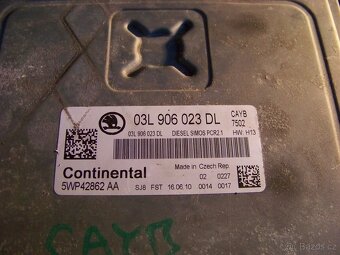 03L 906 023 DL
CAYB
7502
03L 906 023 DL DIESEL SIMOS PCR2.1 HW: H13
Made in Czech Rep.
Continental
02 0227
5WP42862 AA
SJ8 FST 16.06.10 0014 0017
CAYB